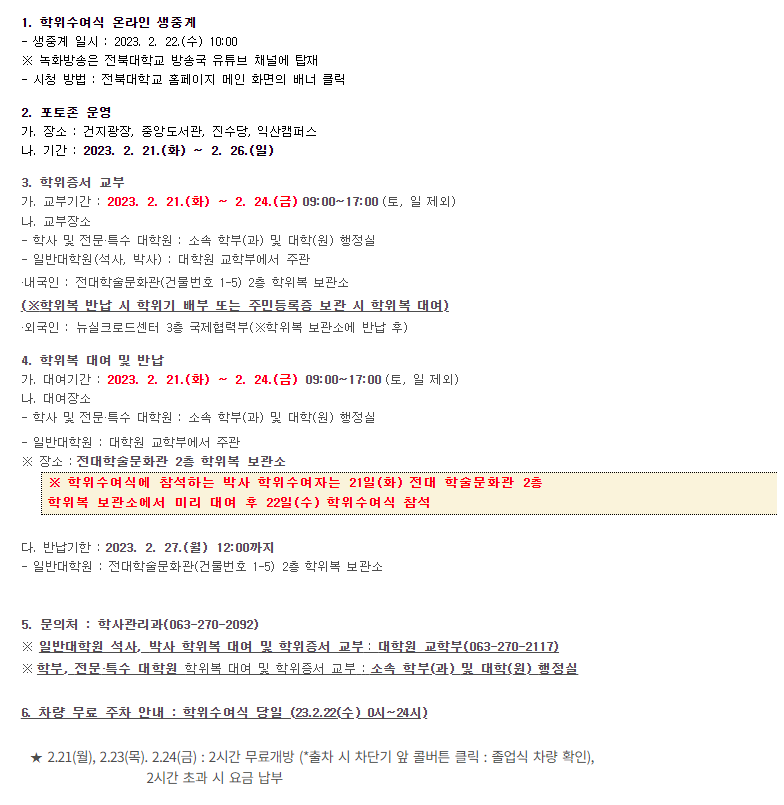 1. 학위수여식 온라인 생중계
- 생중계 일시 : 2023. 2. 22.(수) 10:00
※ 녹화방송은 전북대학교 방송국 유튜브 채널에 탑재
- 시청 방법 : 전북대학교 홈페이지 메인 화면의 배너 클릭
2. 포토존 운영
가. 장소 : 건지광장, 중앙도서관, 진수당, 익산캠퍼스
나. 기간 : 2023. 2. 21.(화) ~ 2. 26.(일)
3. 학위증서 교부
가. 교부기간 : 2023. 2. 21.(화) ~ 2. 24.(금) 09:00~17:00 (토, 일 제외)
나. 교부장소
- 학사 및 전문·특수 대학원 : 소속 학부(과) 및 대학(원) 행정실
- 일반대학원(석사, 박사) : 대학원 교학부에서 주관
·내국인 : 전대학술문화관(건물번호 1-5) 2층 학위복 보관소
(※학위복 반납 시 학위기 배부 또는 주민등록증 보관 시 학위복 대여)
·외국인 : 뉴실크로드센터 3층 국제협력부(※학위복 보관소에 반납 후)
4. 학위복 대여 및 반납
가. 대여기간 : 2023. 2. 21.(화) ~ 2. 24.(금) 09:00~17:00 (토, 일 제외)
나. 대여장소
- 학사 및 전문·특수 대학원 : 소속 학부(과) 및 대학(원) 행정실
- 일반대학원 : 대학원 교학부에서 주관
※ 장소 : 전대학술문화관 2층 학위복 보관소
※ 학위수여식에 참석하는 박사 학위수여자는 21일(화) 전대 학술문화관 2층
학위복 보관소에서 미리 대여 후 22일(수) 학위수여식 참석
다. 반납기한 : 2023. 2. 27.(월) 12:00까지
- 일반대학원 : 전대학술문화관(건물번호 1-5) 2층 학위복 보관소
5. 문의처 : 학사관리과(063-270-2092)
※ 일반대학원 석사, 박사 학위복 대여 및 학위증서 교부 : 대학원 교학부(063-270-2117)
※ 학부, 전문·특수 대학원 학위복 대여 및 학위증서 교부 : 소속 학부(과) 및 대학(원) 행정실
6. 차량 무료 주차 안내 : 학위수여식 당일 (23.2.22(수) 0시~24시)
★ 2.21(월), 2.23(목). 2.24(금) : 2시간 무료개방 (*출차 시 차단기 앞 콜버튼 클릭 : 졸업식 차량 확인),
2시간 초과 시 요금 납부